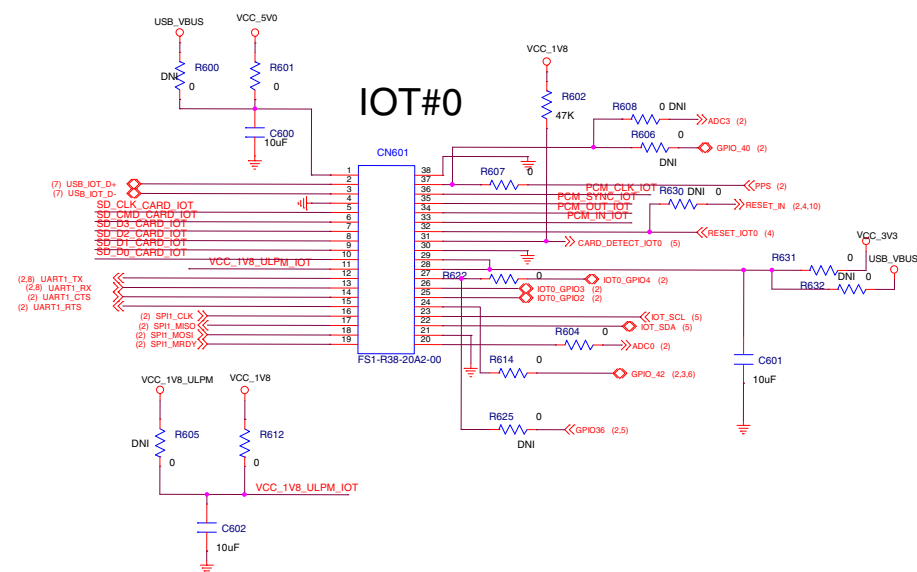 USB_VBUS
VCC_5V0
R600
DNI
0
R601
0
C600
10uF
IOT#0
VCC_1V8
R602
47K
R608
0 DNI
ADC3 (2)
R606
0
DNI
GPIO_40 (2)
CN601
1
2
3
4
5
6
7
8
9
10
11
12
13
14
15
16
17
18
19
38
37
36
35
34
33
32
31
30
29
28
27
26
25
24
23
22
21
20
FS1-R38-20A2-00
(7) USB_IOT_D+
(7) USB_IOT_D-
SD_CLK_CARD_IOT
SD_CMD_CARD_IOT
SD_D3_CARD_IOT
SD_D2_CARD_IOT
SD_D1_CARD_IOT
SD_D0_CARD_IOT
VCC_1V8_ULPM_IOT
(2,8) UART1_TX
(2,8) UART1_RX
(2) UART1_CTS
(2) UART1_RTS
(2) SPI1_CLK
(2) SPI1_MISO
(2) SPI1_MOSI
(2) SPI1_MRDY
R607
0
PPS (2)
PCM_CLK_IOT
PCM_SYNC_IOT
PCM_OUT_IOT
PCM_IN_IOT
R630
DNI 0
RESET_IN (2,4,10)
RESET_IOT0 (4)
CARD_DETECT_IOT0 (5)
VCC_3V3
R631
0
USB_VBUS
R632
0
R622
0
IOT0_GPIO4 (2)
IOT0_GPIO3 (2)
IOT0_GPIO2 (2)
IOT_SCL (5)
IOT_SDA (5)
R604
0
ADC0 (2)
R614
0
GPIO_42 (2,3,6)
C601
10uF
R625
0
DNI
GPIO36 (2,5)
VCC_1V8_ULPM
VCC_1V8
R605
DNI
0
R612
0
VCC_1V8_ULPM_IOT
C602
10uF